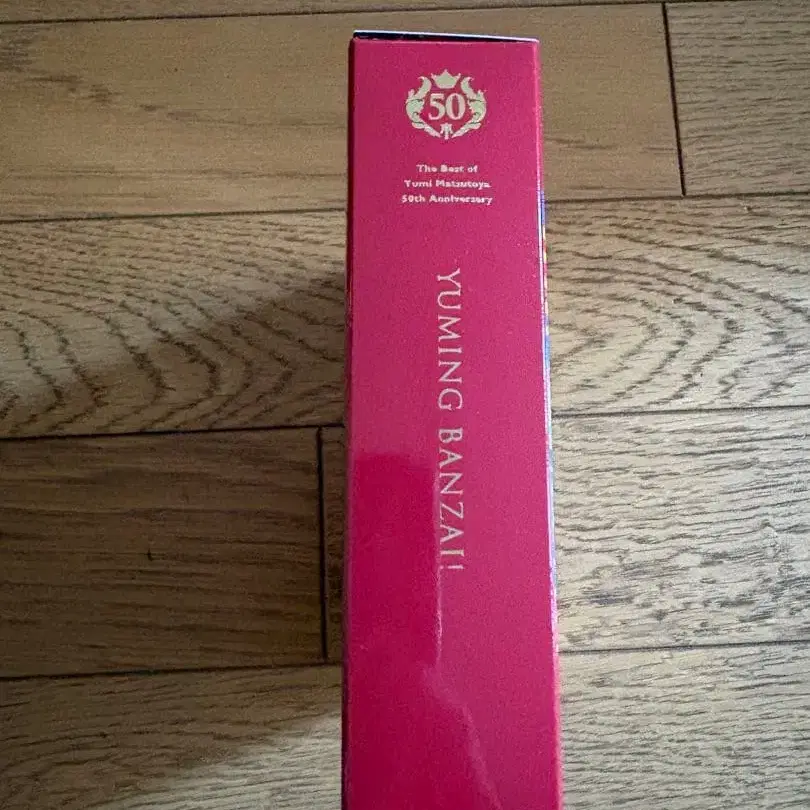 50
The Best of
Yumi Matsutoya
50th Anniversary
YUMING BANZAI!